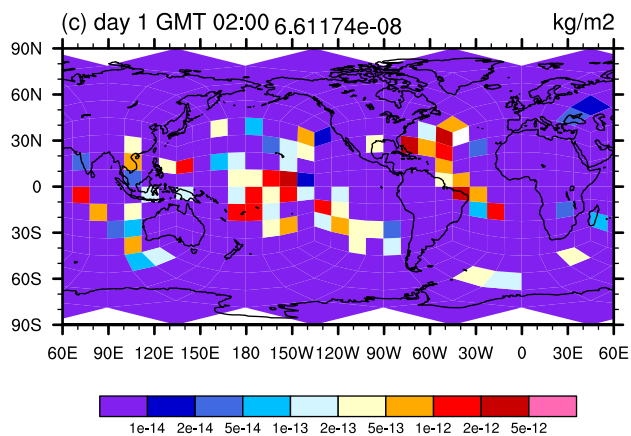 (c) day 1 GMT 02:00 6.61174e-08 kg/m2
90N
60N
30N
0
30S
60S
90S
60E 90E 120E 150E 180 150W 120W 90W 60W 30W 0 30E 60E
1e-14 2e-14 5e-14 1e-13 2e-13 5e-13 1e-12 2e-12 5e-12